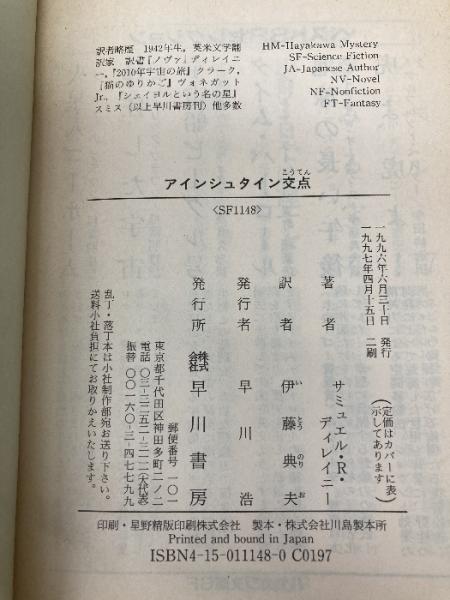 訳者略歴　1942年生，英米文学翻
訳家　訳書『ノヴァ』ディレイニ
ー，『2010年宇宙の旅』クラーク，
『猫のゆりかご』ヴォネガット
Jr.，『シェイヨルという名の星』
スミス（以上早川書房刊）他多数
HM-Hayakawa Mystery
SF-Science Fiction
JA-Japanese Author
NV-Novel
NF-Nonfiction
FT-Fantasy
こうてん
アインシュタイン交点
〈SF1148〉
一九九六年六月三十日　発行
一九九七年四月十五日　二刷
（定価はカバーに表
示してあります）
著者　サミュエル・R・
ディレイニー
訳者　伊藤典夫
い　とう　のり　お
発行者　早川　浩
発行所　株式会社　早川書房
郵便番号　一〇一
東京都千代田区神田多町二ノ二
電話　〇三‐三二五二‐三一一一（大代表）
振替　〇〇一六〇‐三‐四七七九九
乱丁・落丁本は小社制作部宛お送り下さい。
送料小社負担にてお取りかえいたします。
印刷・星野精版印刷株式会社　製本・株式会社川島製本所
Printed and bound in Japan
ISBN4-15-011148-0 C0197